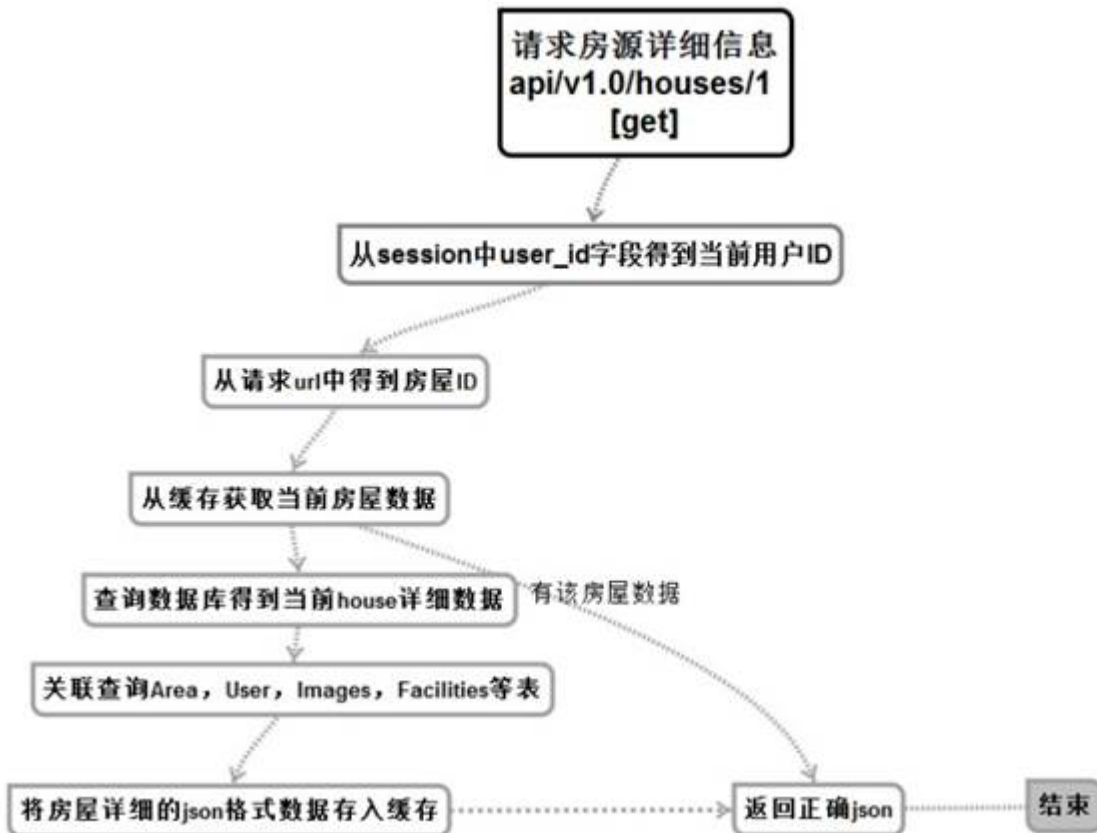 请求房源详细信息
api/v1.0/houses/1
[get]
从session中user_id字段得到当前用户ID
从请求url中得到房屋ID
从缓存获取当前房屋数据
查询数据库得到当前house详细数据
有该房屋数据
关联查询Area，User，Images，Facilities等表
将房屋详细的json格式数据存入缓存
返回正确json
结束